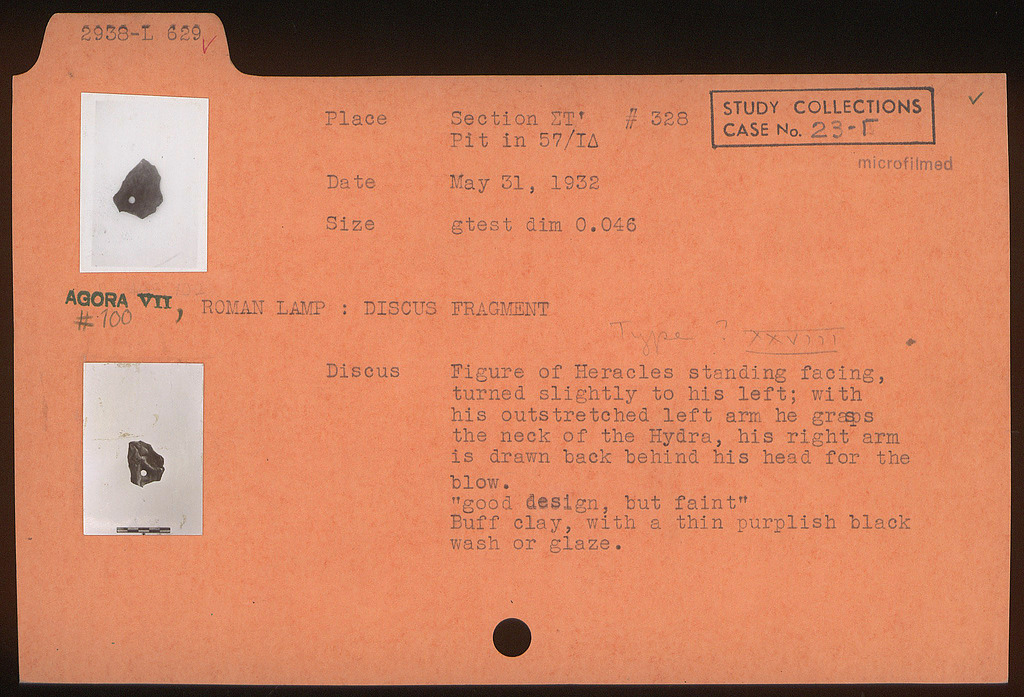 2938-L 629
Place Section ΣΤ' # 328
Pit in 57/ΙΔ
STUDY COLLECTIONS
CASE No. 23-Γ
microfilmed
Date May 31, 1932
Size gtest dim 0.046
AGORA VII,
#700
ROMAN LAMP : DISCUS FRAGMENT
Type ? XXVIII
Discus Figure of Heracles standing facing,
turned slightly to his left; with
his outstretched left arm he grasps
the neck of the Hydra, his right arm
is drawn back behind his head for the
blow.
"good design, but faint"
Buff clay, with a thin purplish black
wash or glaze.